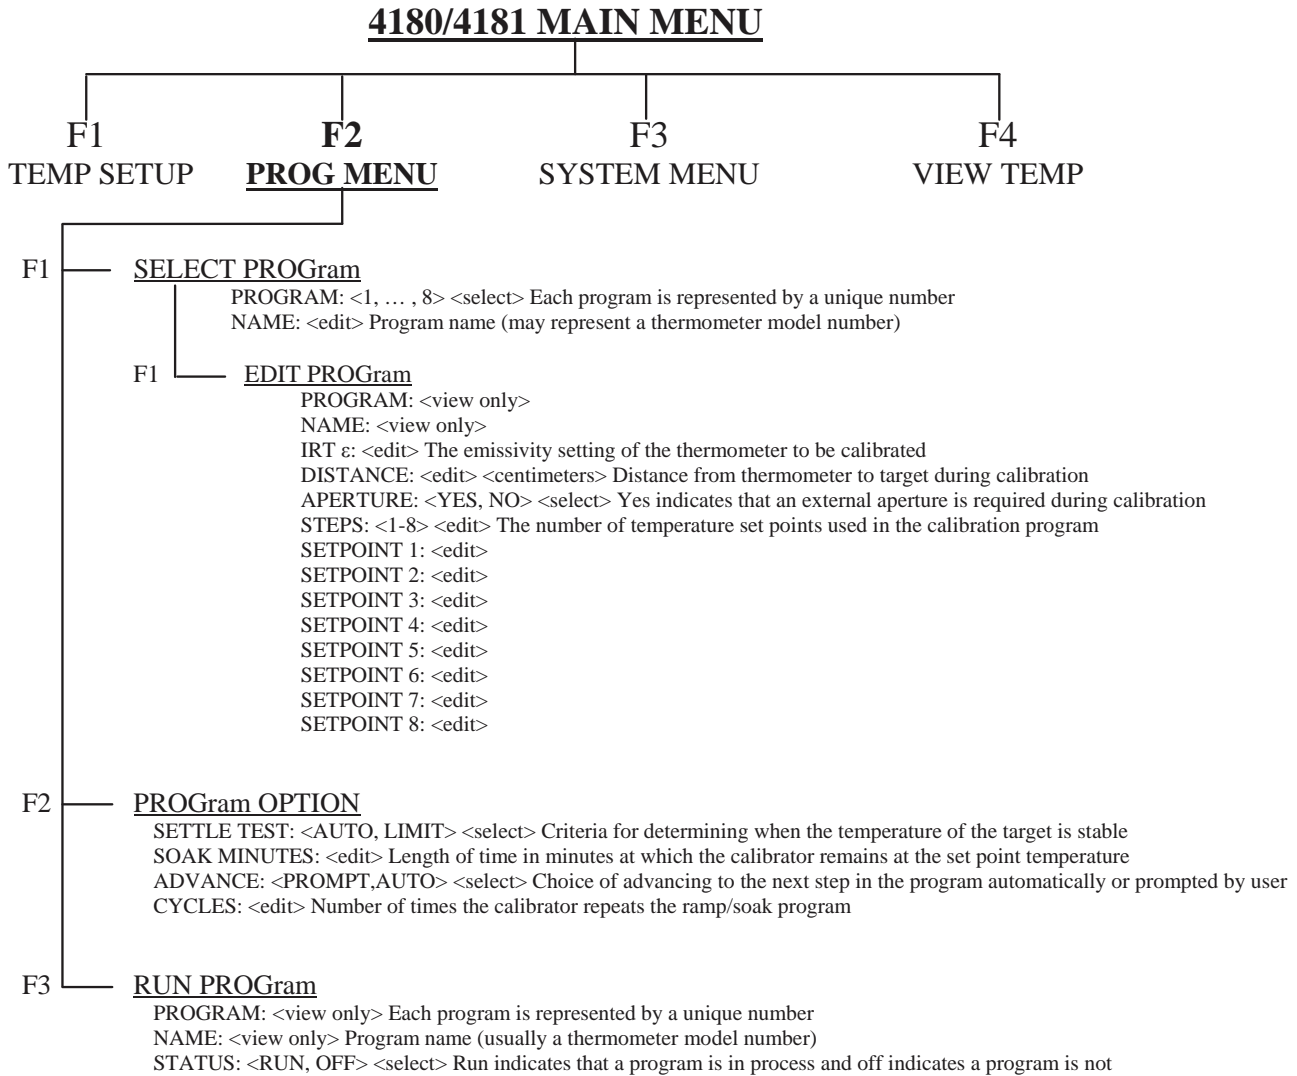 4180/4181 MAIN MENU
F1 F2 F3 F4
TEMP SETUP PROG MENU SYSTEM MENU VIEW TEMP
F1 SELECT PROGram
PROGRAM: <1, … , 8> <select> Each program is represented by a unique number
NAME: <edit> Program name (may represent a thermometer model number)
F1 EDIT PROGram
PROGRAM: <view only>
NAME: <view only>
IRT ε: <edit> The emissivity setting of the thermometer to be calibrated
DISTANCE: <edit> <centimeters> Distance from thermometer to target during calibration
APERTURE: <YES, NO> <select> Yes indicates that an external aperture is required during calibration
STEPS: <1-8> <edit> The number of temperature set points used in the calibration program
SETPOINT 1: <edit>
SETPOINT 2: <edit>
SETPOINT 3: <edit>
SETPOINT 4: <edit>
SETPOINT 5: <edit>
SETPOINT 6: <edit>
SETPOINT 7: <edit>
SETPOINT 8: <edit>
F2 PROGram OPTION
SETTLE TEST: <AUTO, LIMIT> <select> Criteria for determining when the temperature of the target is stable
SOAK MINUTES: <edit> Length of time in minutes at which the calibrator remains at the set point temperature
ADVANCE: <PROMPT,AUTO> <select> Choice of advancing to the next step in the program automatically or prompted by user
CYCLES: <edit> Number of times the calibrator repeats the ramp/soak program
F3 RUN PROGram
PROGRAM: <view only> Each program is represented by a unique number
NAME: <view only> Program name (usually a thermometer model number)
STATUS: <RUN, OFF> <select> Run indicates that a program is in process and off indicates a program is not